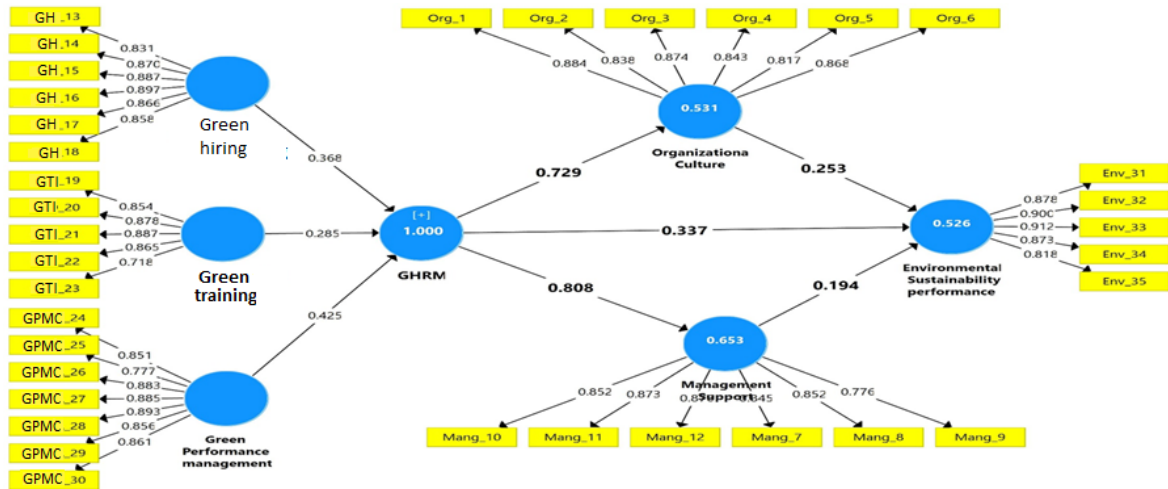 GH_13
GH_14
GH_15
GH_16
GH_17
GH_18
0.831
0.870
0.887
0.897
0.866
0.858
Green
hiring
0.368
GTI_19
GTI_20
GTI_21
GTI_22
GTI_23
0.854
0.878
0.887
0.865
0.718
Green
training
0.285
GPMC_24
GPMC_25
GPMC_26
GPMC_27
GPMC_28
GPMC_29
GPMC_30
0.851
0.777
0.883
0.885
0.893
0.856
0.861
Green
Performance
management
0.425
[+]
1.000
GHRM
Org_1
Org_2
Org_3
Org_4
Org_5
Org_6
0.884
0.838
0.874
0.843
0.817
0.868
0.531
Organizationa
Culture
0.729
0.253
0.337
0.808
0.194
0.653
Management
Support
0.852
0.873
0.845
0.852
0.776
Mang_10
Mang_11
Mang_12
Mang_7
Mang_8
Mang_9
0.526
Environmental
Sustainability
performance
0.878
0.900
0.912
0.873
0.818
Env_31
Env_32
Env_33
Env_34
Env_35